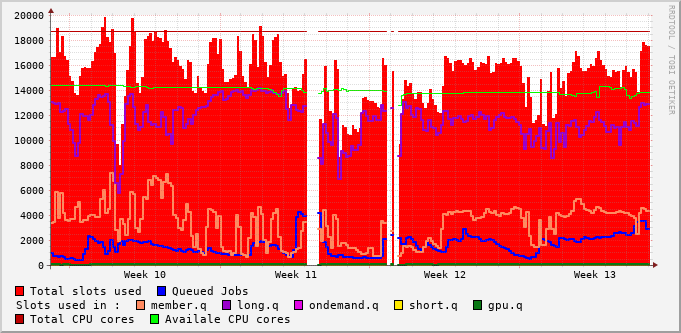 20000
18000
16000
14000
12000
10000
8000
6000
4000
2000
0
Week 10 Week 11 Week 12 Week 13
RRDTOOL / TOBI OETIKER
Total slots used Queued Jobs
Slots used in : member.q long.q ondemand.q short.q gpu.q
Total CPU cores Availale CPU cores